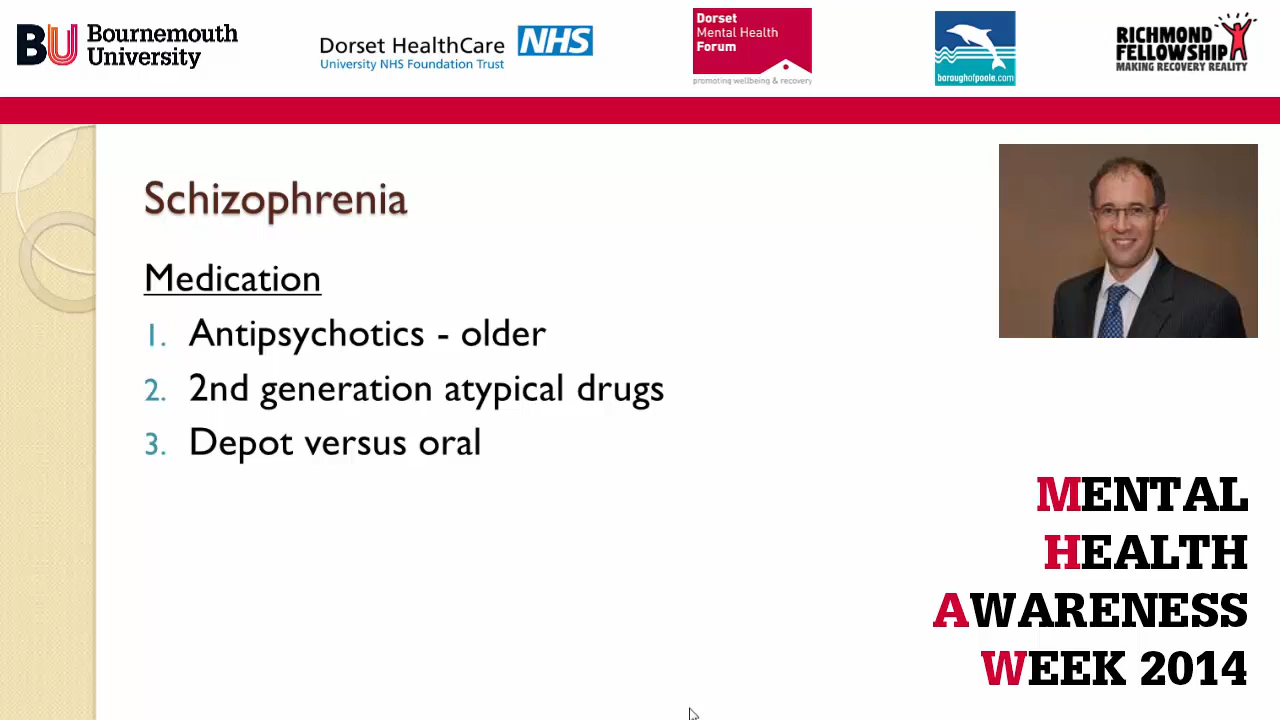 BU Bournemouth
University
Dorset HealthCare NHS
University NHS Foundation Trust
Dorset
Mental Health
Forum
promoting wellbeing & recovery
boroughofpoole.com
RICHMOND
FELLOWSHIP
MAKING RECOVERY REALITY
Schizophrenia
Medication
1. Antipsychotics - older
2. 2nd generation atypical drugs
3. Depot versus oral
MENTAL
HEALTH
AWARENESS
WEEK 2014